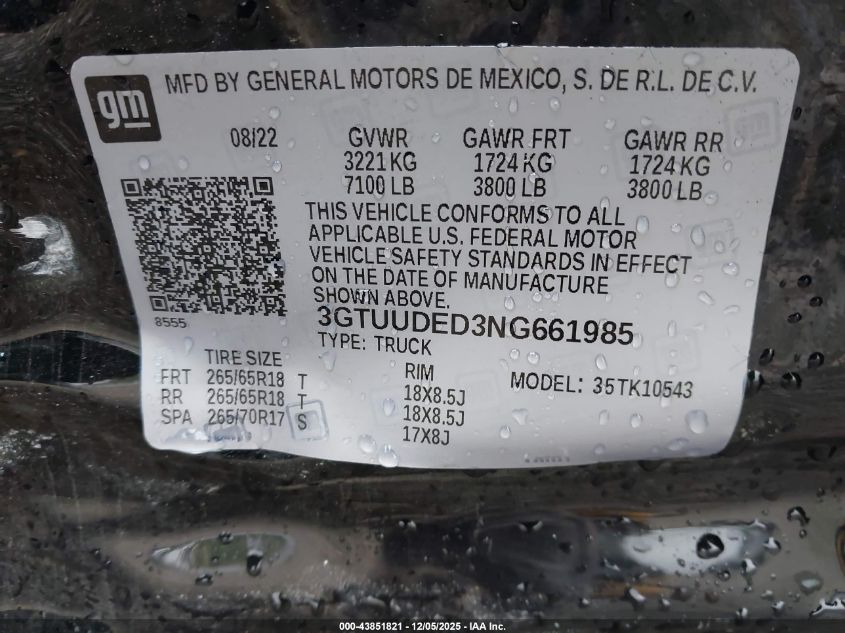 gm
MFD BY GENERAL MOTORS DE MEXICO, S. DE R.L. DE C.V.
08/22 GVWR GAWR FRT GAWR RR
3221 KG 1724 KG 1724 KG
7100 LB 3800 LB 3800 LB
THIS VEHICLE CONFORMS TO ALL
APPLICABLE U.S. FEDERAL MOTOR
VEHICLE SAFETY STANDARDS IN EFFECT
ON THE DATE OF MANUFACTURE
SHOWN ABOVE.
8555
3GTUUDED3NG661985
TYPE: TRUCK
TIRE SIZE RIM MODEL: 35TK10543
FRT 265/65R18 T 18X8.5J
RR 265/65R18 T 18X8.5J
SPA 265/70R17 S 17X8J
000-43851821 - 12/05/2025 - IAA Inc.